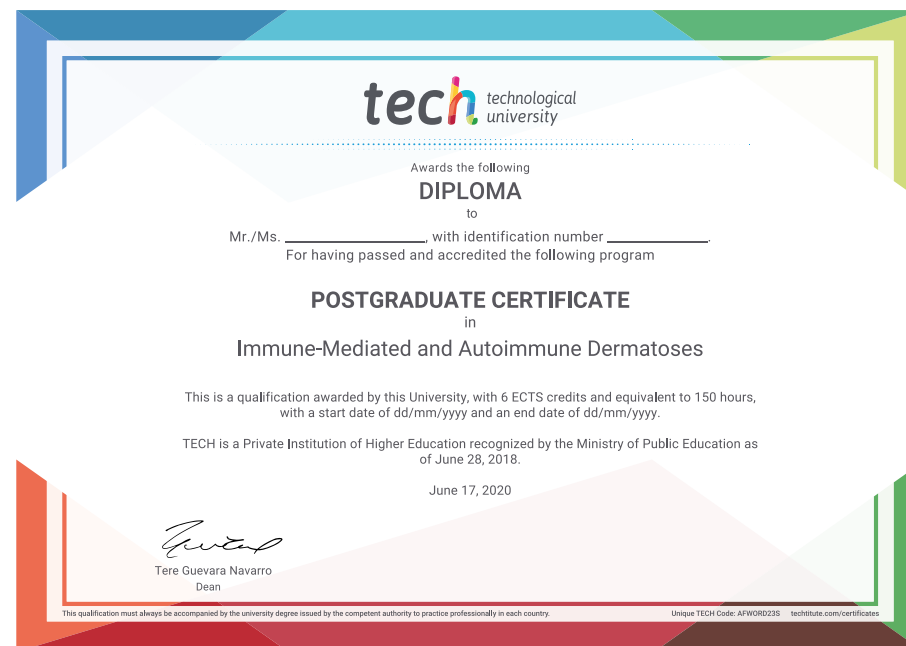 tech technological
university
Awards the following
DIPLOMA
to
Mr./Ms. ____________________, with identification number ______________.
For having passed and accredited the following program
POSTGRADUATE CERTIFICATE
in
Immune-Mediated and Autoimmune Dermatoses
This is a qualification awarded by this University, with 6 ECTS credits and equivalent to 150 hours,
with a start date of dd/mm/yyyy and an end date of dd/mm/yyyy.
TECH is a Private Institution of Higher Education recognized by the Ministry of Public Education as
of June 28, 2018.
June 17, 2020
Tere Guevara Navarro
Dean
This qualification must always be accompanied by the university degree issued by the competent authority to practice professionally in each country. Unique TECH Code: AFWORD23S techtitute.com/certificates